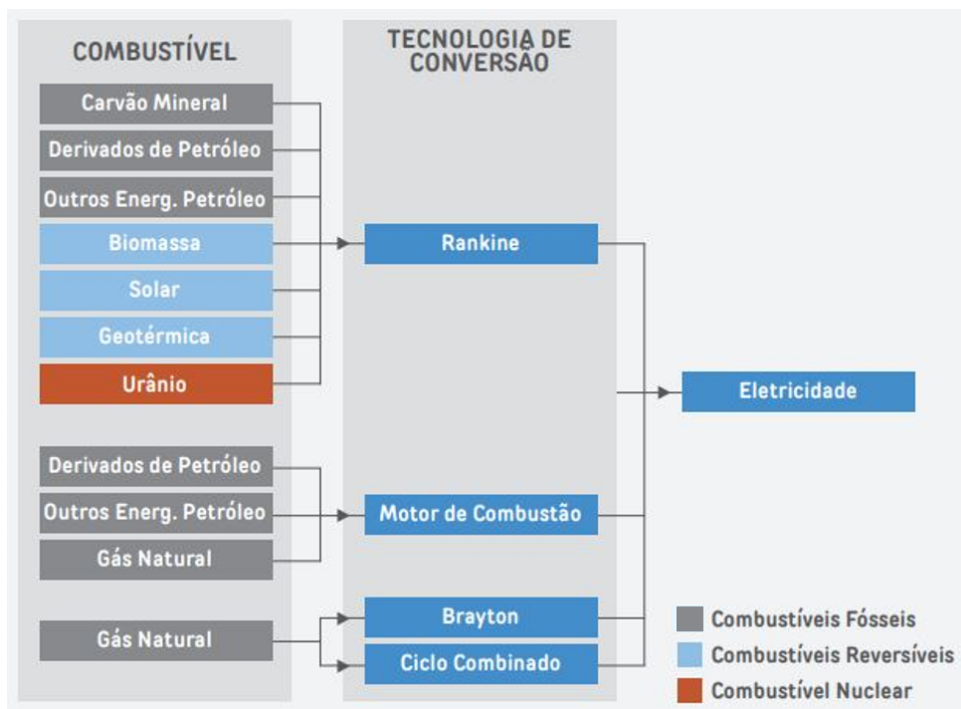 COMBUSTÍVEL
Carvão Mineral
Derivados de Petróleo
Outros Energ. Petróleo
Biomassa
Solar
Geotérmica
Urânio
Derivados de Petróleo
Outros Energ. Petróleo
Gás Natural
Gás Natural
TECNOLOGIA DE
CONVERSÃO
Rankine
Motor de Combustão
Brayton
Ciclo Combinado
Eletricidade
Combustíveis Fósseis
Combustíveis Reversíveis
Combustível Nuclear